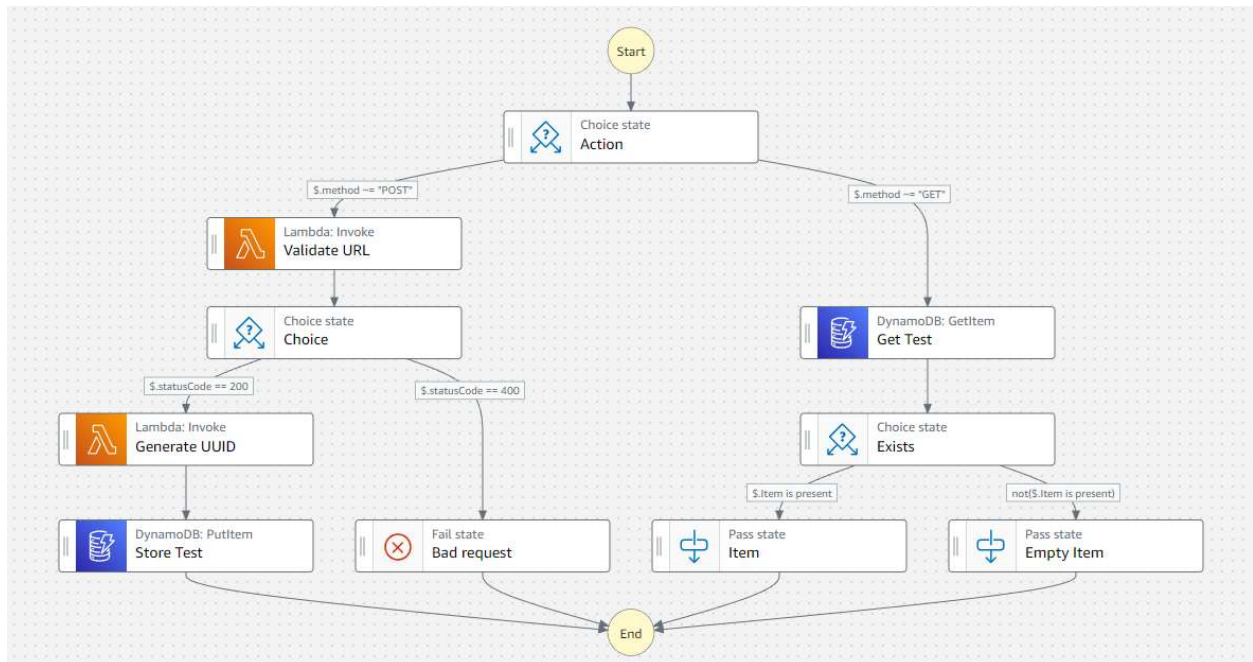 Start
Choice state
Action
$.method ~= "POST"
$.method ~= "GET"
Lambda: Invoke
Validate URL
Choice state
Choice
DynamoDB: GetItem
Get Test
$.statusCode == 200
$.statusCode == 400
Lambda: Invoke
Generate UUID
Choice state
Exists
$.Item is present
not($.Item is present)
DynamoDB: PutItem
Store Test
Fail state
Bad request
Pass state
Item
Pass state
Empty Item
End